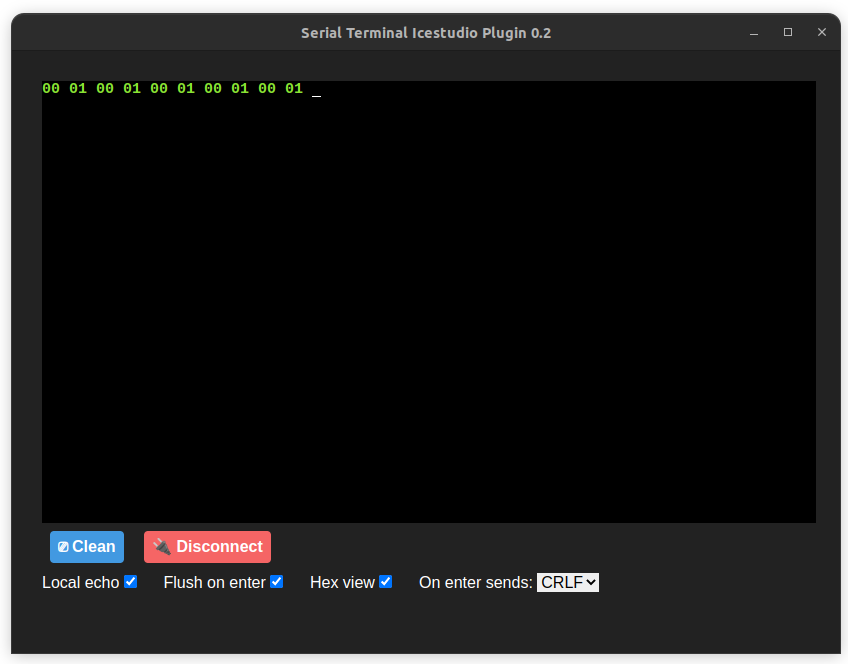 Serial Terminal Icestudio Plugin 0.2
00 01 00 01 00 01 00 01 00 01 _
Clean Disconnect
Local echo Flush on enter Hex view On enter sends: CRLF